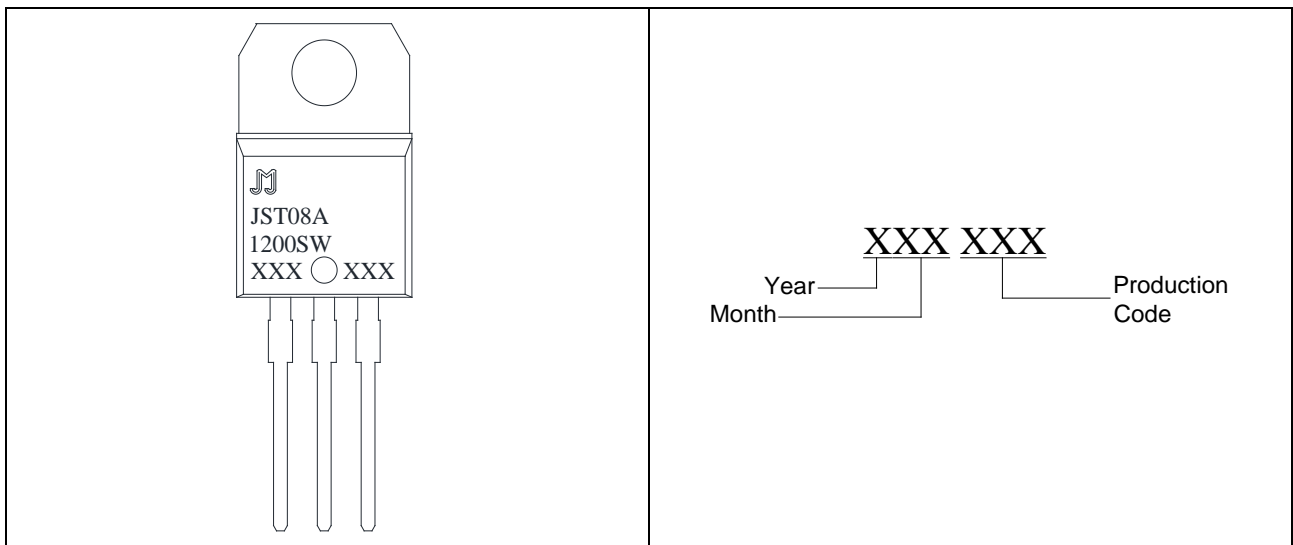 JST08A
1200SW
XXX XXX
XXX XXX
Year
Month
Production
Code